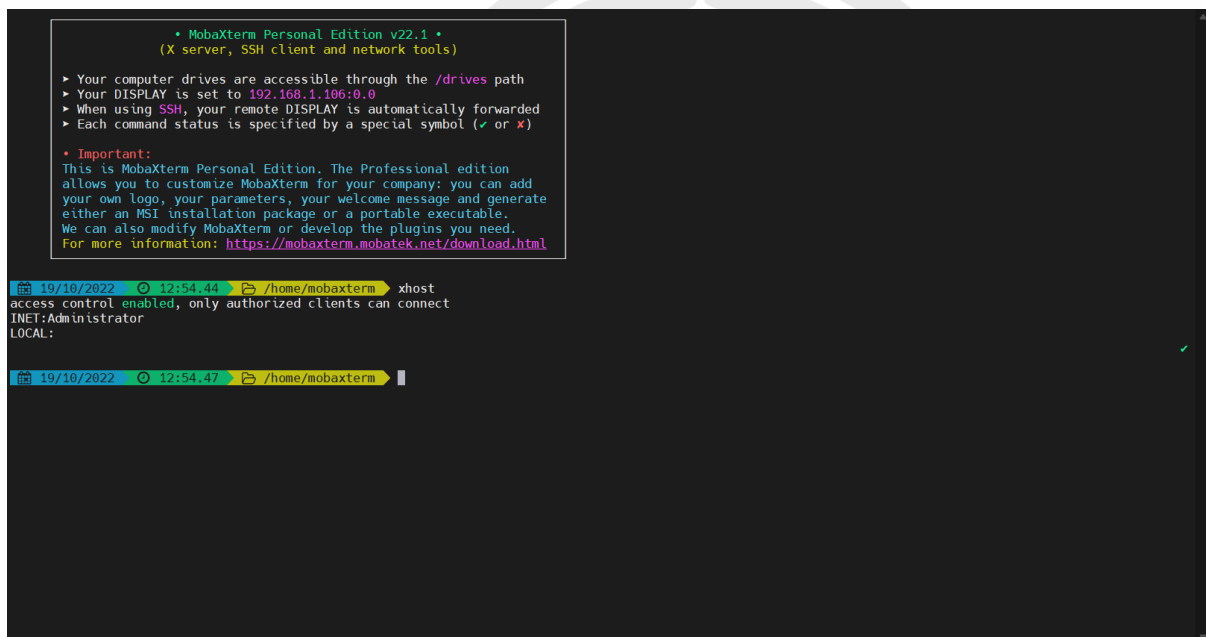 • MobaXterm Personal Edition v22.1 •
(X server, SSH client and network tools)
➤ Your computer drives are accessible through the /drives path
➤ Your DISPLAY is set to 192.168.1.106:0.0
➤ When using SSH, your remote DISPLAY is automatically forwarded
➤ Each command status is specified by a special symbol (✔ or ✘)
• Important:
This is MobaXterm Personal Edition. The Professional edition
allows you to customize MobaXterm for your company: you can add
your own logo, your parameters, your welcome message and generate
either an MSI installation package or a portable executable.
We can also modify MobaXterm or develop the plugins you need.
For more information: https://mobaxterm.mobatek.net/download.html
19/10/2022 12:54.44 /home/mobaxterm xhost
access control enabled, only authorized clients can connect
INET:Administrator
LOCAL:
✔
19/10/2022 12:54.47 /home/mobaxterm